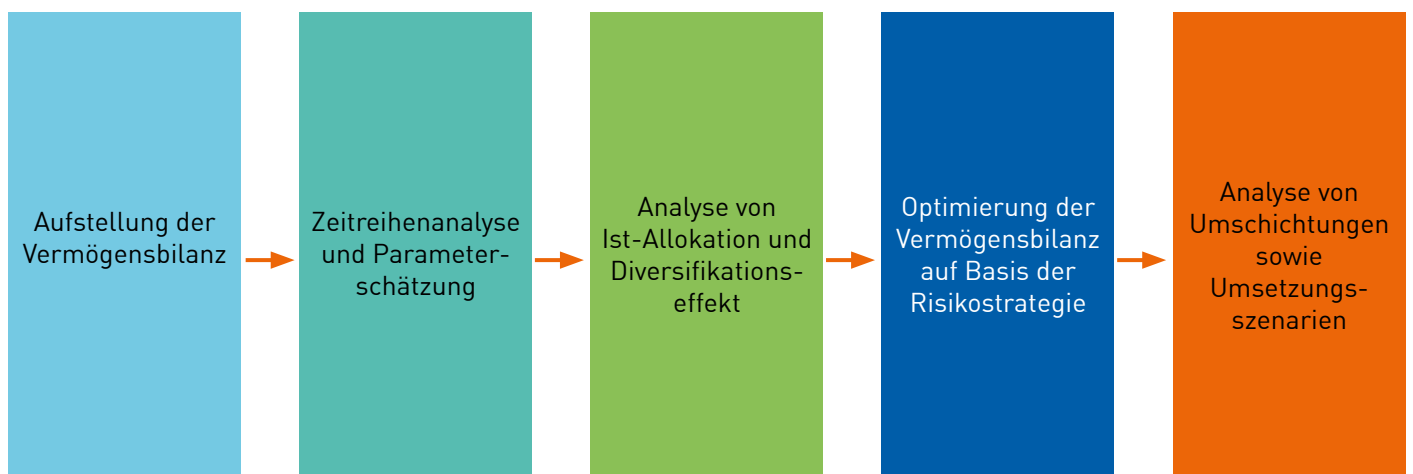 Aufstellung der
Vermögensbilanz
Zeitreihenanalyse
und Parameter-
schätzung
Analyse von
Ist-Allokation und
Diversifikations-
effekt
Optimierung der
Vermögensbilanz
auf Basis der
Risikostrategie
Analyse von
Umschichtungen
sowie
Umsetzungs-
szenarien